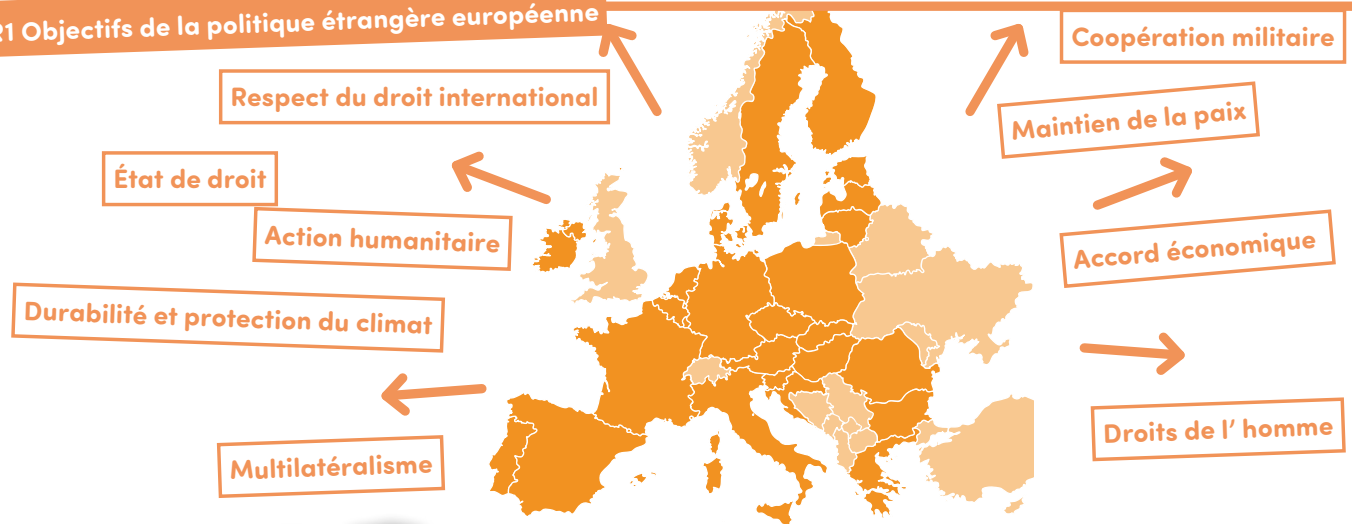 1 Objectifs de la politique étrangère européenne
Coopération militaire
Respect du droit international
Maintien de la paix
État de droit
Action humanitaire
Accord économique
Durabilité et protection du climat
Droits de l' homme
Multilatéralisme